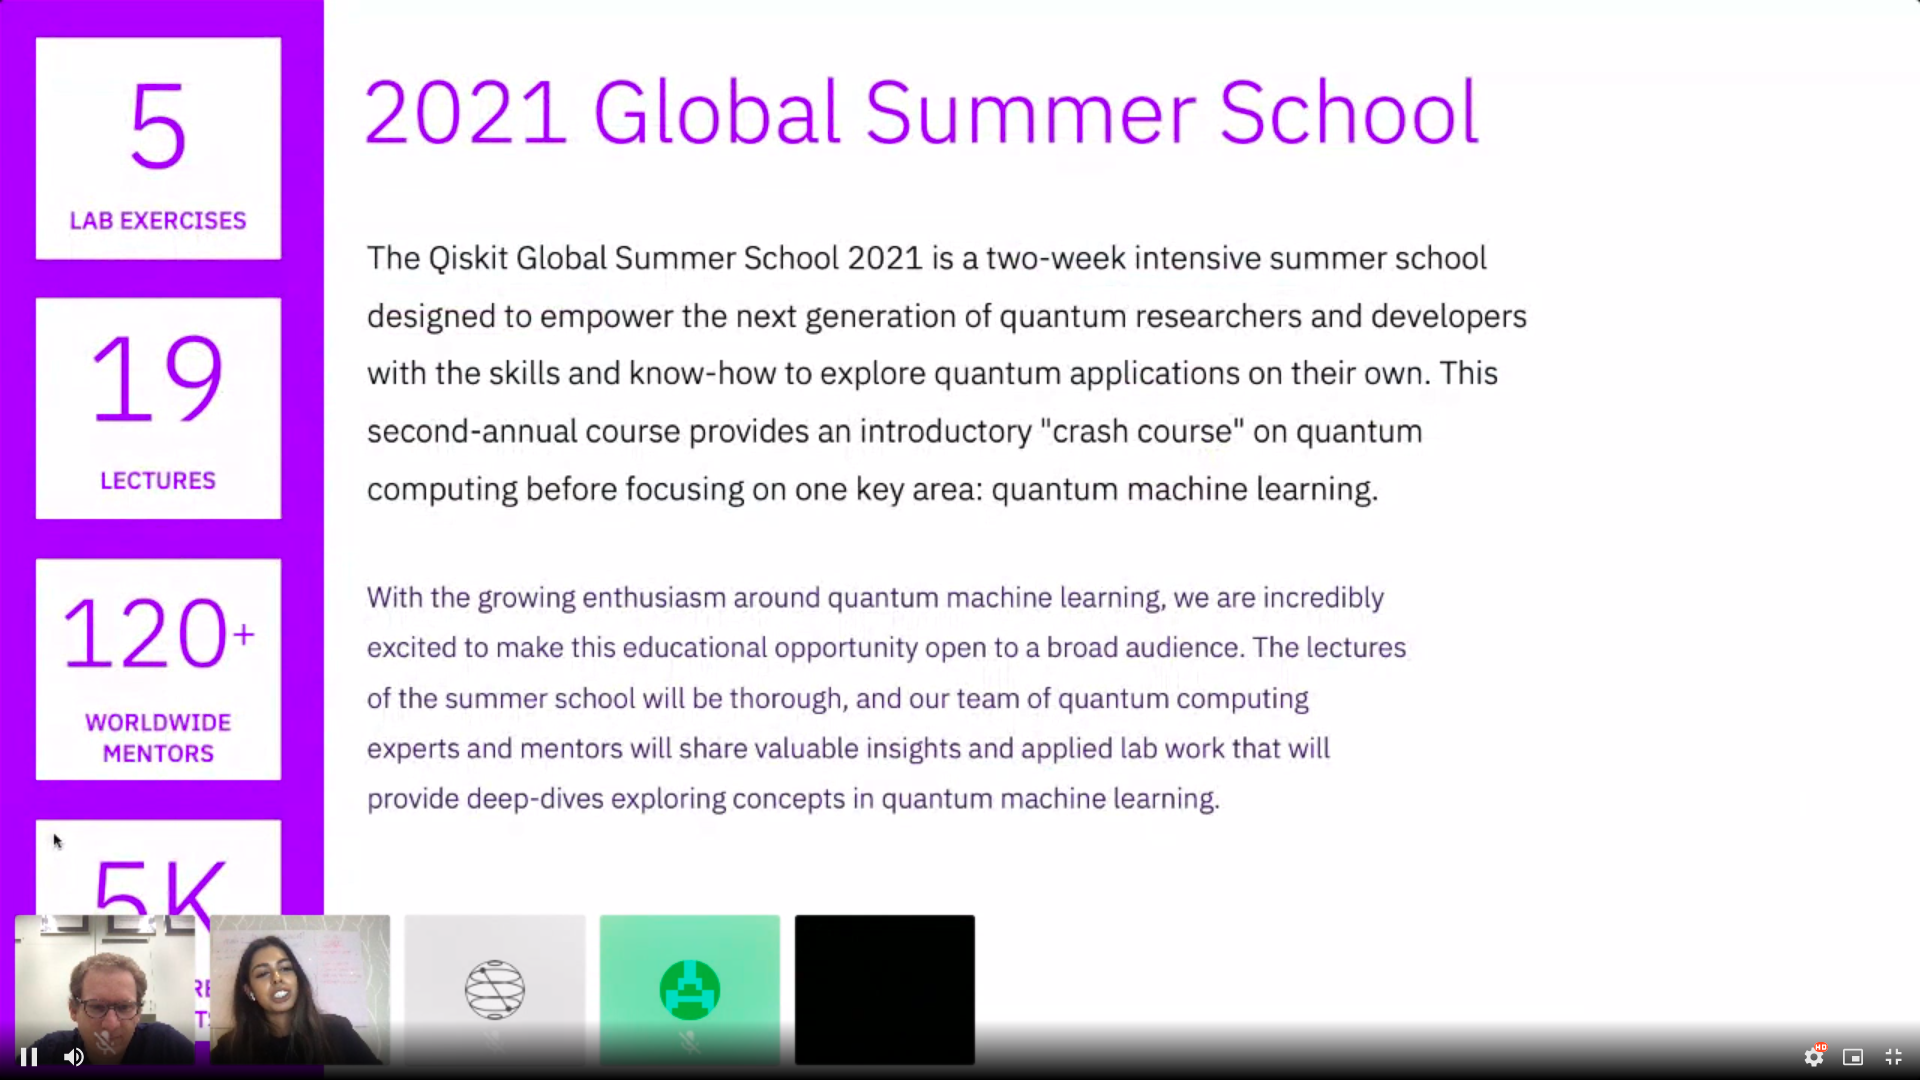 5
LAB EXERCISES
19
LECTURES
120+
WORLDWIDE
MENTORS
5K
2021 Global Summer School
The Qiskit Global Summer School 2021 is a two-week intensive summer school
designed to empower the next generation of quantum researchers and developers
with the skills and know-how to explore quantum applications on their own. This
second-annual course provides an introductory "crash course" on quantum
computing before focusing on one key area: quantum machine learning.
With the growing enthusiasm around quantum machine learning, we are incredibly
excited to make this educational opportunity open to a broad audience. The lectures
of the summer school will be thorough, and our team of quantum computing
experts and mentors will share valuable insights and applied lab work that will
provide deep-dives exploring concepts in quantum machine learning.
HD